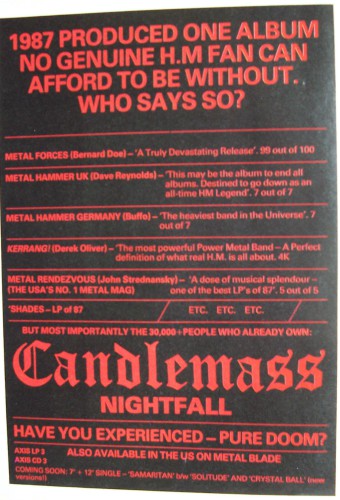 1987 PRODUCED ONE ALBUM
NO GENUINE H.M FAN CAN
AFFORD TO BE WITHOUT.
WHO SAYS SO?
METAL FORCES (Bernard Doe) – 'A Truly Devastating Release'. 99 out of 100
METAL HAMMER UK (Dave Reynolds) – 'This may be the album to end all
albums. Destined to go down as an
all-time HM Legend'. 7 out of 7
METAL HAMMER GERMANY (Buffo) – 'The heaviest band in the Universe'. 7
out of 7
KERRANG! (Derek Oliver) – 'The most powerful Power Metal Band – A Perfect
definition of what real H.M. is all about. 4K
METAL RENDEZVOUS (John Strednansky) – 'A dose of musical splendour –
(THE USA'S NO. 1 METAL MAG) one of the best LP's of 87'. 5 out of 5
'SHADES – LP of 87 / ETC. ETC. ETC. /
BUT MOST IMPORTANTLY THE 30,000+PEOPLE WHO ALREADY OWN:
Candlemass
NIGHTFALL
HAVE YOU EXPERIENCED – PURE DOOM?
AXIS LP 3
AXIS CD 3 ALSO AVAILABLE IN THE US ON METAL BLADE
COMING SOON: 7" + 12" SINGLE – 'SAMARITAN' b/w 'SOLITUDE' AND 'CRYSTAL BALL' (new
versions!)